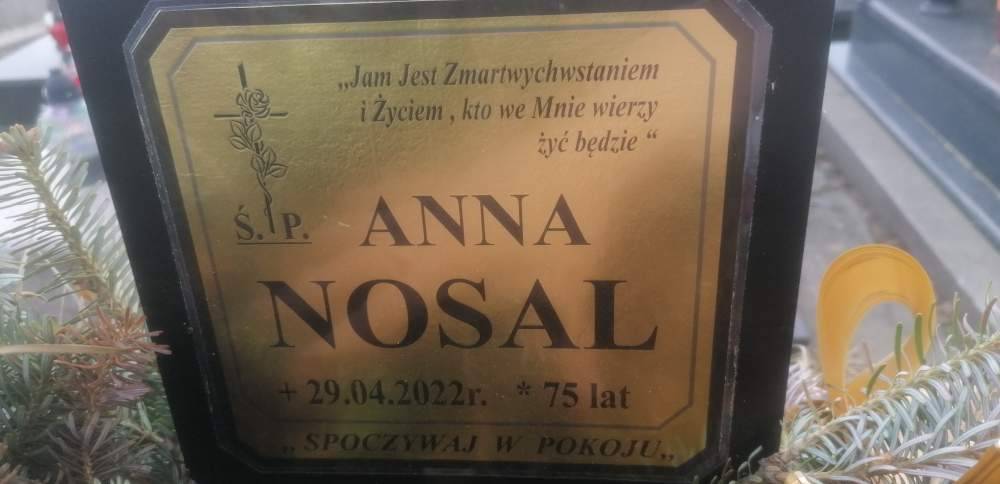 „Jam Jest Zmartwychwstaniem
i Życiem , kto we Mnie wierzy
żyć będzie “
Ś. P. ANNA
NOSAL
+ 29.04.2022r. * 75 lat
„ SPOCZYWAJ W POKOJU„